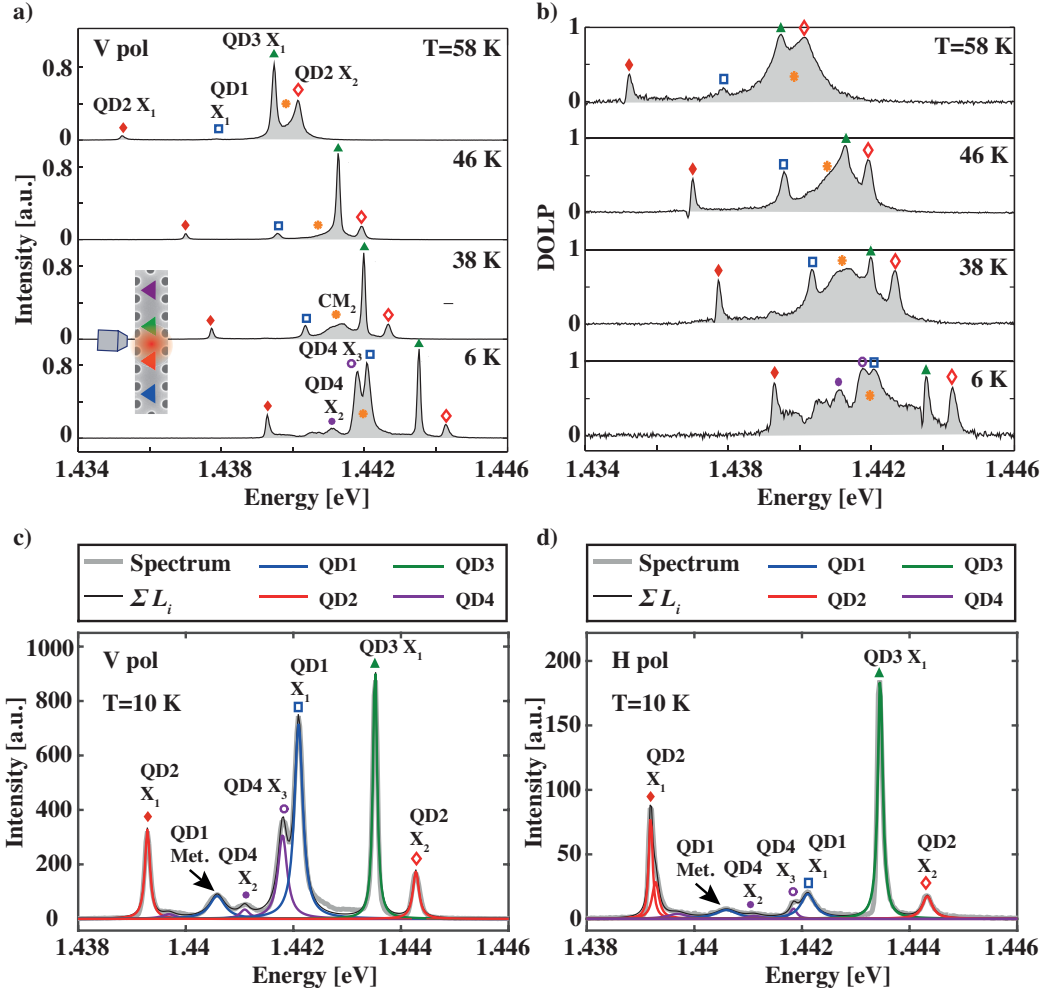 a)
V pol
QD3 X₁
T=58 K
0.8
QD2 X₁
QD1
X₁
QD2 X₂
0
46 K
0.8
0
38 K
0.8
CM₂
–
0
QD4 X₃
6 K
0.8
QD4
X₂
0
Intensity [a.u.]
1.434
1.438
1.442
1.446
Energy [eV]
b)
1
T=58 K
0
1
46 K
0
1
38 K
0
1
6 K
0
DOLP
1.434
1.438
1.442
1.446
Energy [eV]
c)
Spectrum
QD1
QD3
Σ Lᵢ
QD2
QD4
V pol
T=10 K
QD3 X₁
QD1
X₁
QD2
X₁
QD4 X₃
QD1
Met.
QD4
X₂
QD2
X₂
1000
800
600
400
200
0
Intensity [a.u.]
1.438
1.44
1.442
1.444
1.446
Energy [eV]
d)
Spectrum
QD1
QD3
Σ Lᵢ
QD2
QD4
H pol
T=10 K
QD3 X₁
QD2
X₁
QD1
Met.
QD4
X₂
QD4
X₃
QD1
X₁
QD2
X₂
200
150
100
50
0
Intensity [a.u.]
1.438
1.44
1.442
1.444
1.446
Energy [eV]